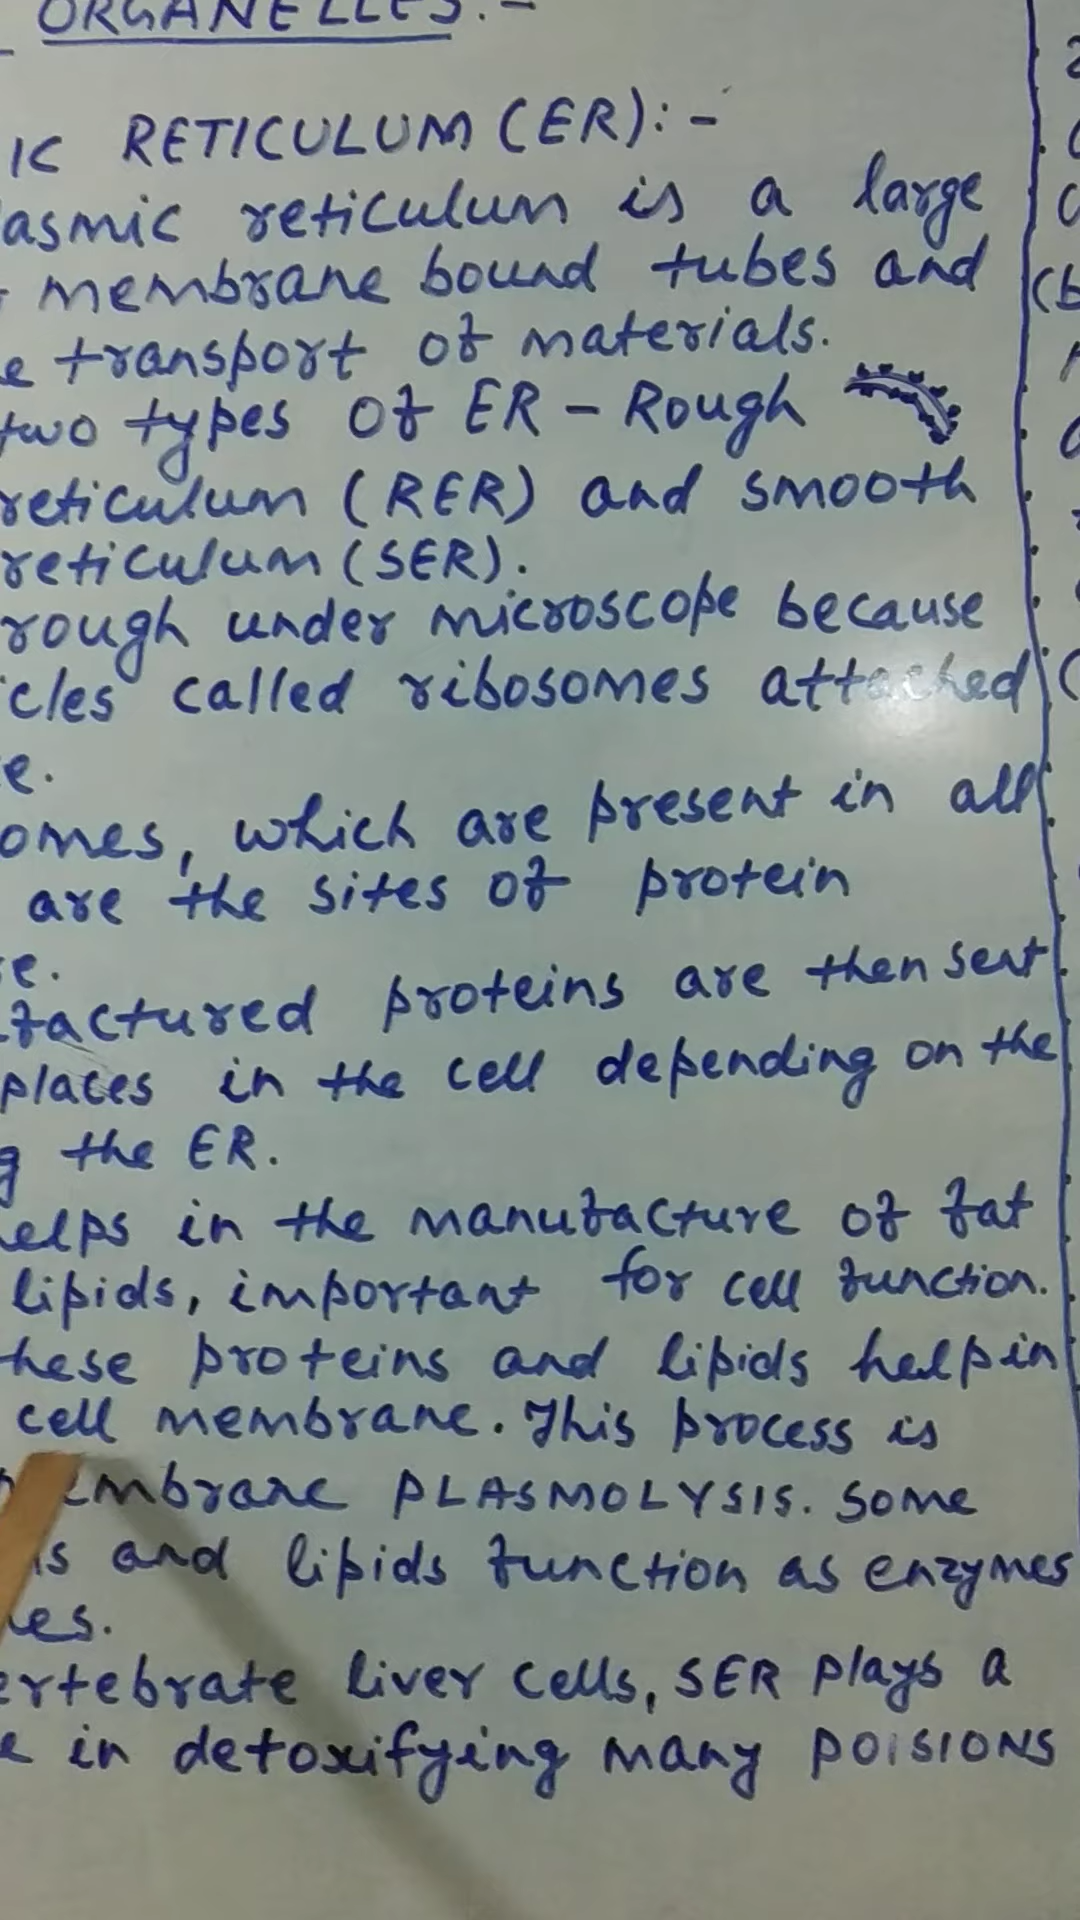 ORGANELLES:-
IC RETICULUM (ER):-
asmic reticulum is a large
membrane bound tubes and
e transport of materials.
two types of ER - Rough
reticulum (RER) and smooth
reticulum (SER).
rough under microscope because
cles called ribosomes attached
e.
omes, which are present in all
are the sites of protein
re.
factured proteins are then sent
places in the cell depending on the
g the ER.
elps in the manufacture of fat
lipids, important for cell function.
these proteins and lipids help in
cell membrane. This process is
embrane PLASMOLYSIS. Some
ns and lipids function as enzymes
nes.
ertebrate liver cells, SER plays a
e in detoxifying many POISIONS
(b